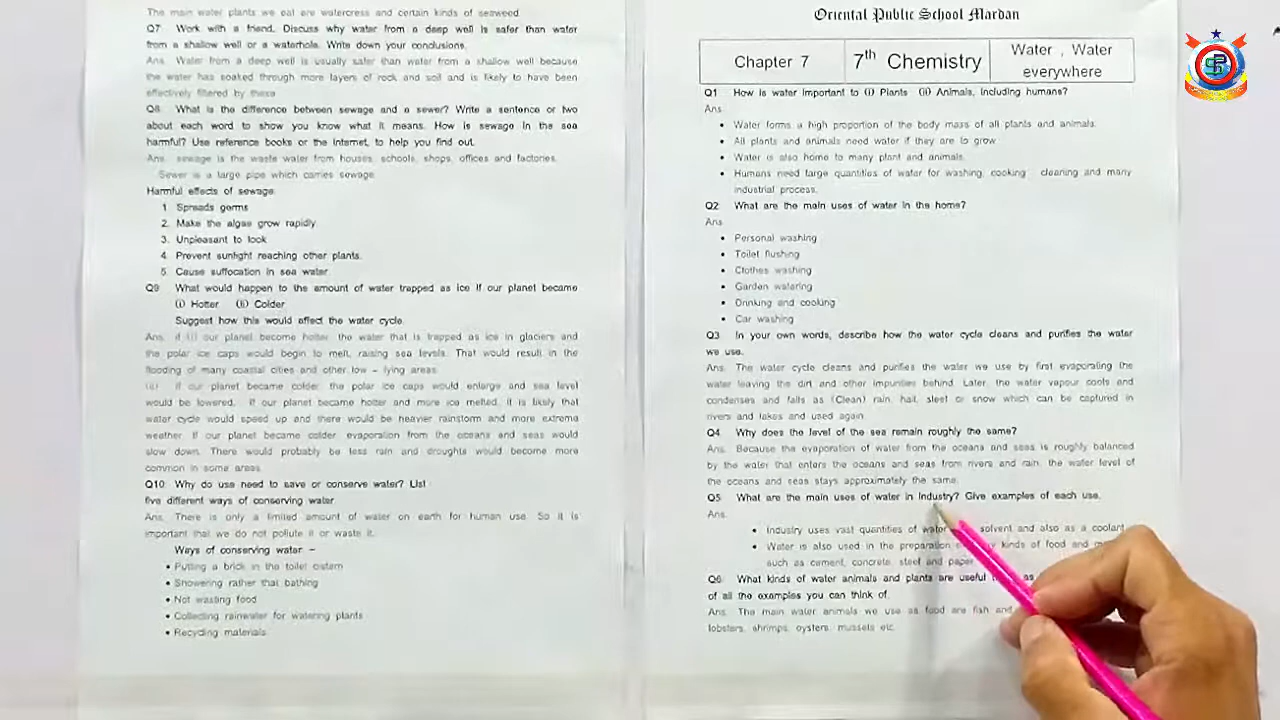 The main water plants we eat are watercress and certain kinds of seaweed.
Q7 Work with a friend. Discuss why water from a deep well is safer than water
from a shallow well or a waterhole. Write down your conclusions.
Ans. Water from a deep well is usually safer than water from a shallow well because
the water has soaked through more layers of rock and soil and is likely to have been
effectively filtered by these
Q8 What is the difference between sewage and a sewer? Write a sentence or two
about each word to show you know what it means. How is sewage in the sea
harmful? Use reference books or the Internet, to help you find out.
Ans. sewage is the waste water from houses, schools, shops, offices and factories.
Sewer is a large pipe which carries sewage
Harmful effects of sewage
1. Spreads germs
2. Make the algae grow rapidly
3. Unpleasant to look
4. Prevent sunlight reaching other plants.
5. Cause suffocation in sea water
Q9 What would happen to the amount of water trapped as ice if our planet became
(i) Hotter (ii) Colder
Suggest how this would affect the water cycle.
Ans. if (i) our planet become hotter the water that is trapped as ice in glaciers and
the polar ice caps would begin to melt, raising sea levels. That would result in the
flooding of many coastal cities and other low – lying areas
(ii) if our planet became colder the polar ice caps would enlarge and sea level
would be lowered. If our planet became hotter and more ice melted, it is likely that
water cycle would speed up and there would be heavier rainstorm and more extreme
weather. If our planet became colder evaporation from the oceans and seas would
slow down. There would probably be less rain and droughts would become more
common in some areas
Q10 Why do use need to save or conserve water? List
five different ways of conserving water
Ans. There is only a limited amount of water on earth for human use. So it is
important that we do not pollute it or waste it.
Ways of conserving water –
• Putting a brick in the toilet cistern
• Showering rather that bathing
• Not wasting food
• Collecting rainwater for watering plants
• Recycling materials
Oriental Public School Mardan
Chapter 7 7th Chemistry Water , Water
everywhere
Q1 How is water important to (i) Plants (ii) Animals, including humans?
Ans.
• Water forms a high proportion of the body mass of all plants and animals.
• All plants and animals need water if they are to grow
• Water is also home to many plant and animals.
• Humans need large quantities of water for washing, cooking cleaning and many
industrial process.
Q2 What are the main uses of water in the home?
Ans
• Personal washing
• Toilet flushing
• Clothes washing
• Garden watering
• Drinking and cooking
• Car washing
Q3 In your own words, describe how the water cycle cleans and purifies the water
we use.
Ans. The water cycle cleans and purifies the water we use by first evaporating the
water leaving the dirt and other impurities behind. Later, the water vapour cools and
condenses and falls as (Clean) rain, hail, sleet or snow which can be captured in
rivers and lakes and used again.
Q4 Why does the level of the sea remain roughly the same?
Ans. Because the evaporation of water from the oceans and seas is roughly balanced
by the water that enters the oceans and seas from rivers and rain, the water level of
the oceans and seas stays approximately the same.
Q5 What are the main uses of water in industry? Give examples of each use.
Ans.
• Industry uses vast quantities of water solvent and also as a coolant
• Water is also used in the preparation kinds of food and
such as cement, concrete, steel and paper
Q6 What kinds of water animals and plants are useful as
of all the examples you can think of.
Ans. The main water animals we use as food are fish and
lobsters, shrimps, oysters, mussels etc.